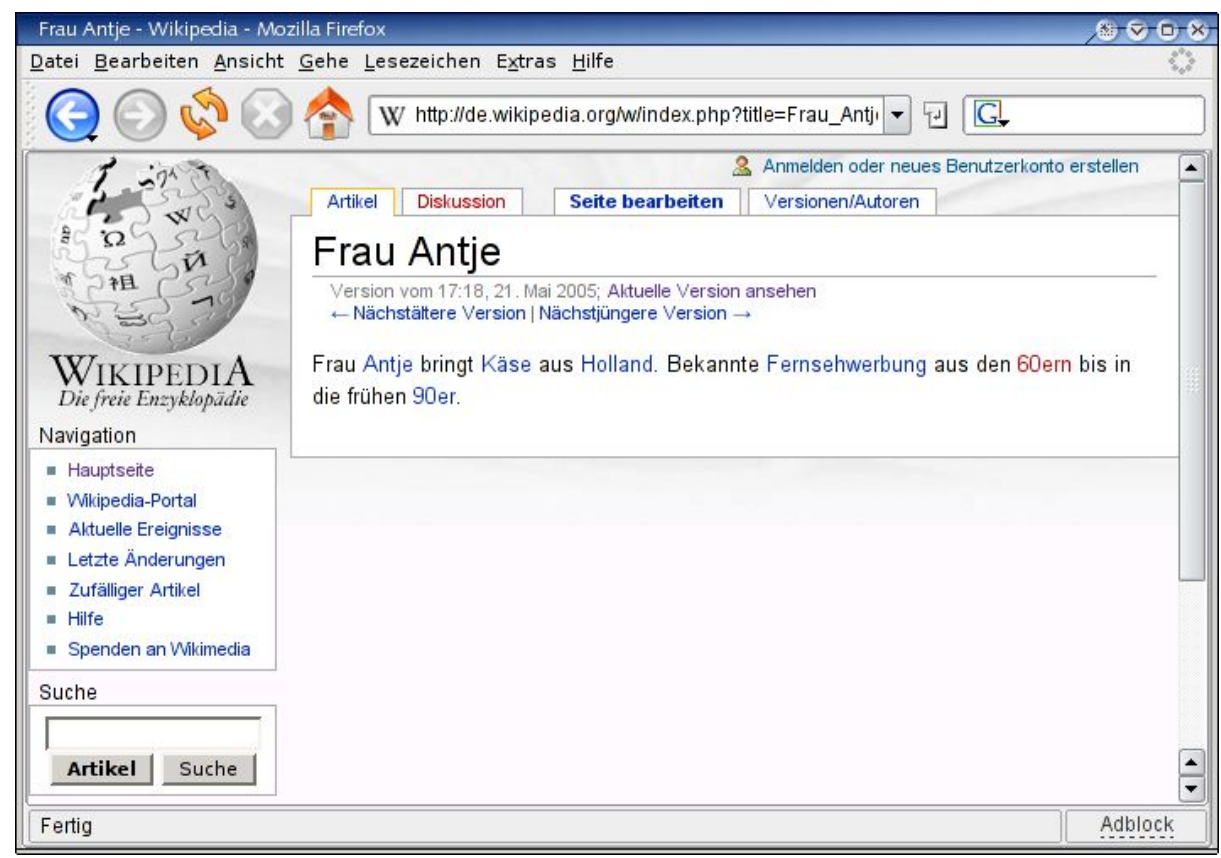 Frau Antje - Wikipedia - Mozilla Firefox
Datei Bearbeiten Ansicht Gehe Lesezeichen Extras Hilfe
W http://de.wikipedia.org/w/index.php?title=Frau_Antj
G
Anmelden oder neues Benutzerkonto erstellen
Artikel Diskussion Seite bearbeiten Versionen/Autoren
Frau Antje
Version vom 17:18, 21. Mai 2005; Aktuelle Version ansehen
← Nächstältere Version | Nächstjüngere Version →
Frau Antje bringt Käse aus Holland. Bekannte Fernsehwerbung aus den 60ern bis in
die frühen 90er.
Ω W И 祖
WIKIPEDIA
Die freie Enzyklopädie
Navigation
Hauptseite
Wikipedia-Portal
Aktuelle Ereignisse
Letzte Änderungen
Zufälliger Artikel
Hilfe
Spenden an Wikimedia
Suche
Artikel Suche
Fertig Adblock